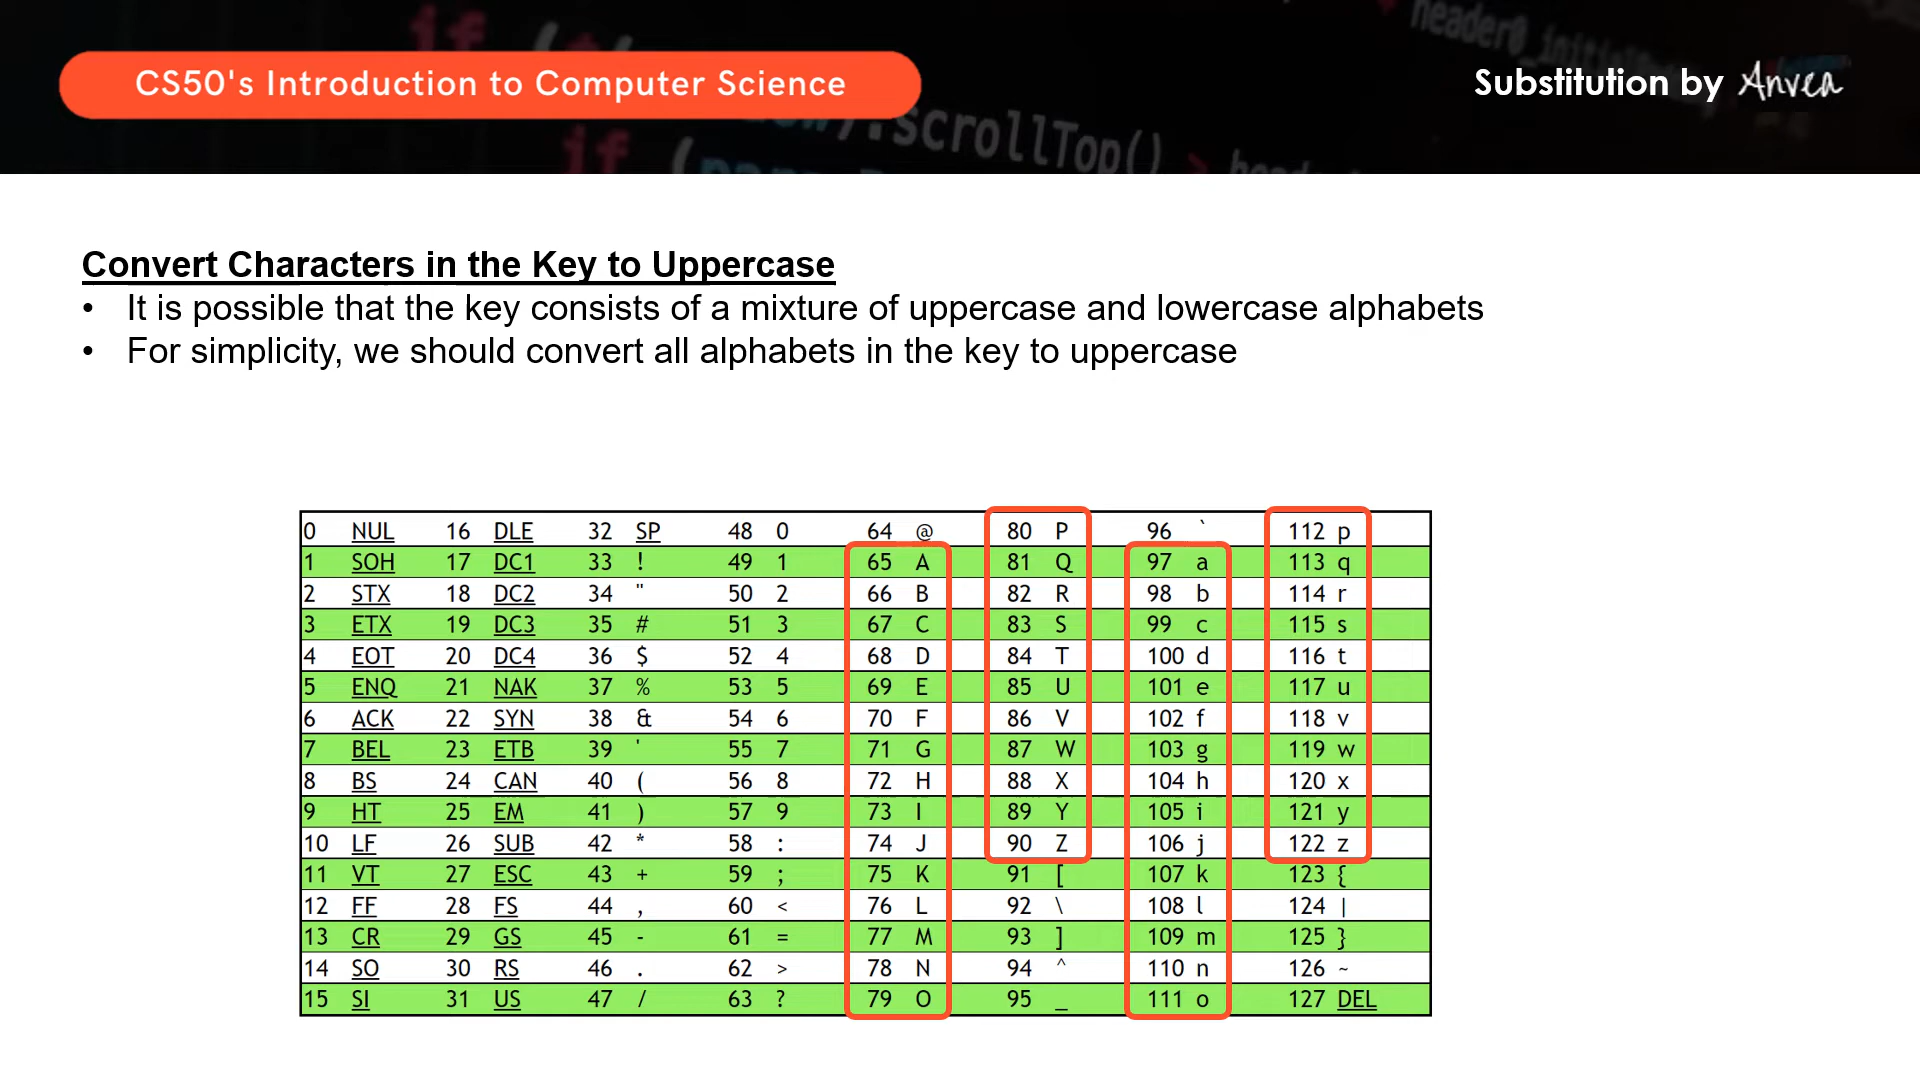 if (
header0_initi
CS50's Introduction to Computer Science
Substitution by Anvea
.scrollTop() >
if (
Convert Characters in the Key to Uppercase
• It is possible that the key consists of a mixture of uppercase and lowercase alphabets
• For simplicity, we should convert all alphabets in the key to uppercase
0 NUL 16 DLE 32 SP 48 0 64 @ 80 P 96 ` 112 p
1 SOH 17 DC1 33 ! 49 1 65 A 81 Q 97 a 113 q
2 STX 18 DC2 34 " 50 2 66 B 82 R 98 b 114 r
3 ETX 19 DC3 35 # 51 3 67 C 83 S 99 c 115 s
4 EOT 20 DC4 36 $ 52 4 68 D 84 T 100 d 116 t
5 ENQ 21 NAK 37 % 53 5 69 E 85 U 101 e 117 u
6 ACK 22 SYN 38 & 54 6 70 F 86 V 102 f 118 v
7 BEL 23 ETB 39 ' 55 7 71 G 87 W 103 g 119 w
8 BS 24 CAN 40 ( 56 8 72 H 88 X 104 h 120 x
9 HT 25 EM 41 ) 57 9 73 I 89 Y 105 i 121 y
10 LF 26 SUB 42 * 58 : 74 J 90 Z 106 j 122 z
11 VT 27 ESC 43 + 59 ; 75 K 91 [ 107 k 123 {
12 FF 28 FS 44 , 60 < 76 L 92 \ 108 l 124 |
13 CR 29 GS 45 - 61 = 77 M 93 ] 109 m 125 }
14 SO 30 RS 46 . 62 > 78 N 94 ^ 110 n 126 ~
15 SI 31 US 47 / 63 ? 79 O 95 _ 111 o 127 DEL